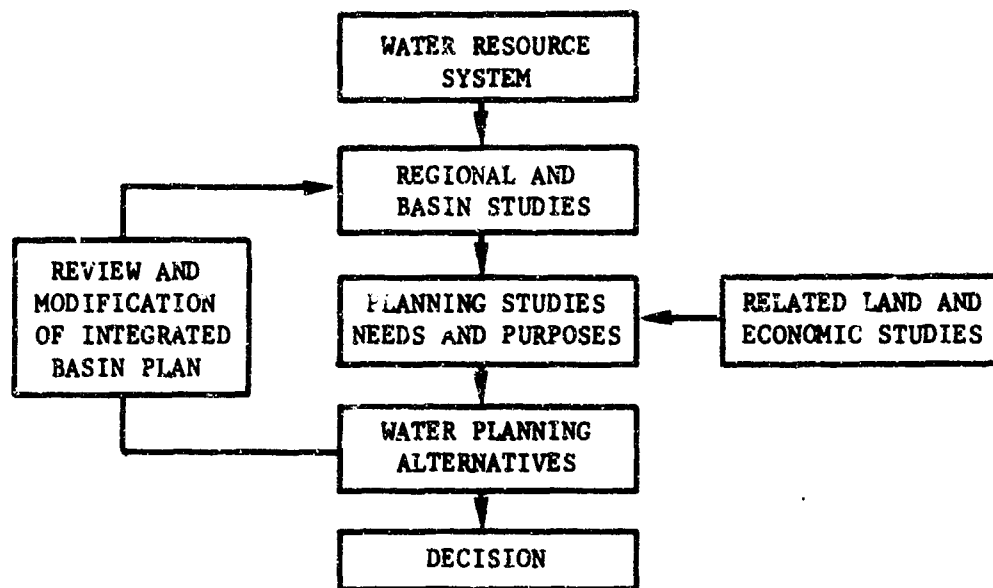 WATER RESOURCE
SYSTEM
REGIONAL AND
BASIN STUDIES
REVIEW AND
MODIFICATION
OF INTEGRATED
BASIN PLAN
PLANNING STUDIES
NEEDS AND PURPOSES
RELATED LAND AND
ECONOMIC STUDIES
WATER PLANNING
ALTERNATIVES
DECISION